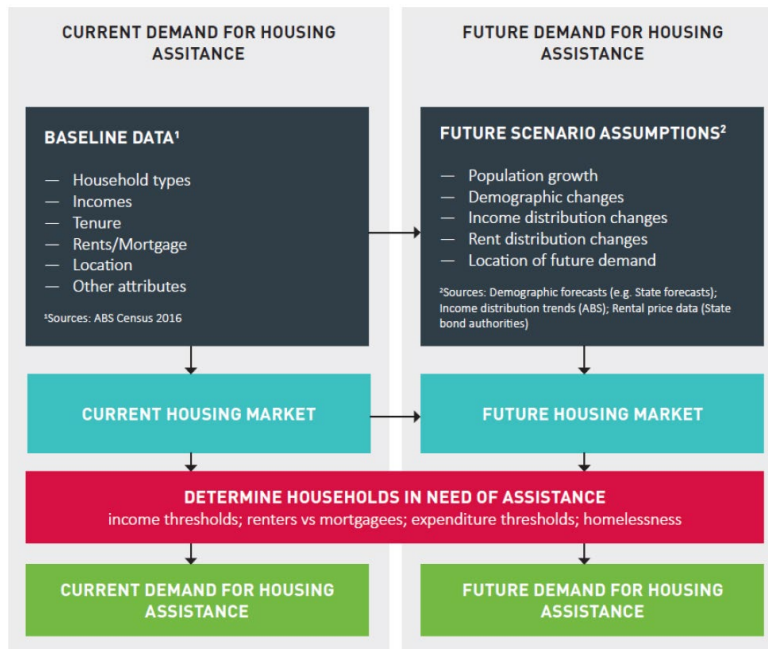 CURRENT DEMAND FOR HOUSING
ASSITANCE
BASELINE DATA¹
— Household types
— Incomes
— Tenure
— Rents/Mortgage
— Location
— Other attributes
¹Sources: ABS Census 2016
FUTURE DEMAND FOR HOUSING
ASSISTANCE
FUTURE SCENARIO ASSUMPTIONS²
— Population growth
— Demographic changes
— Income distribution changes
— Rent distribution changes
— Location of future demand
²Sources: Demographic forecasts (e.g. State forecasts);
Income distribution trends (ABS); Rental price data (State
bond authorities)
CURRENT HOUSING MARKET
FUTURE HOUSING MARKET
DETERMINE HOUSEHOLDS IN NEED OF ASSISTANCE
income thresholds; renters vs mortgagees; expenditure thresholds; homelessness
CURRENT DEMAND FOR HOUSING
ASSISTANCE
FUTURE DEMAND FOR HOUSING
ASSISTANCE